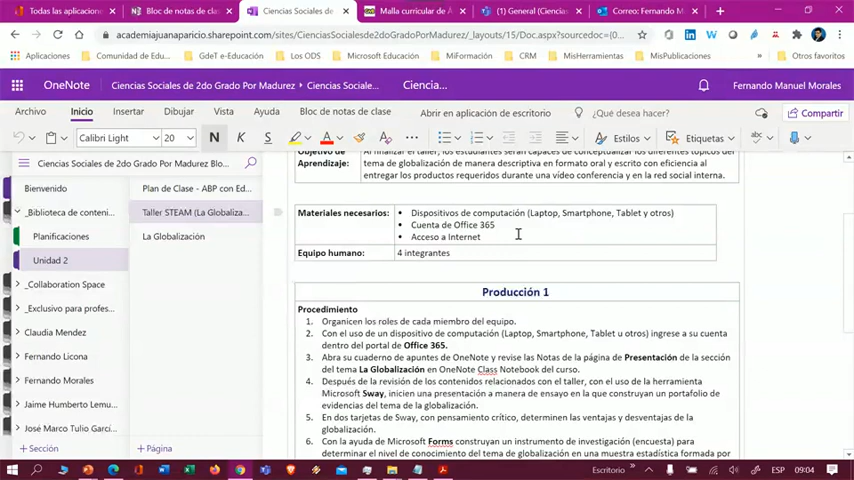 Todas las aplicaciones
Bloc de notas de clas
Ciencias Sociales de
Malla curricular de Á
(1) General (Ciencias
Correo: Fernando M
academiajuanaparicio.sharepoint.com/sites/CienciasSocialesde2doGradoPorMadurez/_layouts/15/Doc.aspx?sourcedoc={0...
Aplicaciones
Comunidad de Edu...
GdeT e-Educación
Los ODS
Microsoft Education
MiFormación
CRM
MisHerramientas
MisPublicaciones
Otros favoritos
OneNote
Ciencias Sociales de 2do Grado Por Madurez › Ciencias Sociale...
Ciencia...
Fernando Manuel Morales
Archivo
Inicio
Insertar
Dibujar
Vista
Ayuda
Bloc de notas de clase
Abrir en aplicación de escritorio
¿Qué desea hacer?
Compartir
Calibri Light
20
N
K
S
A
Estilos
Etiquetas
abc
Ciencias Sociales de 2do Grado Por Madurez Bloc...
Bienvenido
_Biblioteca de conteni...
Planificaciones
Unidad 2
_Collaboration Space
_Exclusivo para profes...
Claudia Mendez
Fernando Licona
Fernando Morales
Jaime Humberto Lemu...
José Marco Tulio Garcí...
+ Sección
Plan de Clase - ABP con Ed...
Taller STEAM (La Globaliza...
La Globalización
+ Página
Objetivo de Aprendizaje:
Al finalizar el taller, los estudiantes serán capaces de conceptualizar los diferentes tópicos del
tema de globalización de manera descriptiva en formato oral y escrito con eficiencia al
entregar los productos requeridos durante una vídeo conferencia y en la red social interna.
Materiales necesarios:
• Dispositivos de computación (Laptop, Smartphone, Tablet y otros)
• Cuenta de Office 365
• Acceso a Internet
Equipo humano:
4 integrantes
Producción 1
Procedimiento
1. Organicen los roles de cada miembro del equipo.
2. Con el uso de un dispositivo de computación (Laptop, Smartphone, Tablet u otros) ingrese a su cuenta
dentro del portal de Office 365.
3. Abra su cuaderno de apuntes de OneNote y revise las Notas de la página de Presentación de la sección
del tema La Globalización en OneNote Class Notebook del curso.
4. Después de la revisión de los contenidos relacionados con el taller, con el uso de la herramienta
Microsoft Sway, inicien una presentación a manera de ensayo en la que construyan un portafolio de
evidencias del tema de la globalización.
5. En dos tarjetas de Sway, con pensamiento crítico, determinen las ventajas y desventajas de la
globalización.
6. Con la ayuda de Microsoft Forms construyan un instrumento de investigación (encuesta) para
determinar el nivel de conocimiento del tema de globalización en una muestra estadística formada por
Escritorio
ESP
09:04